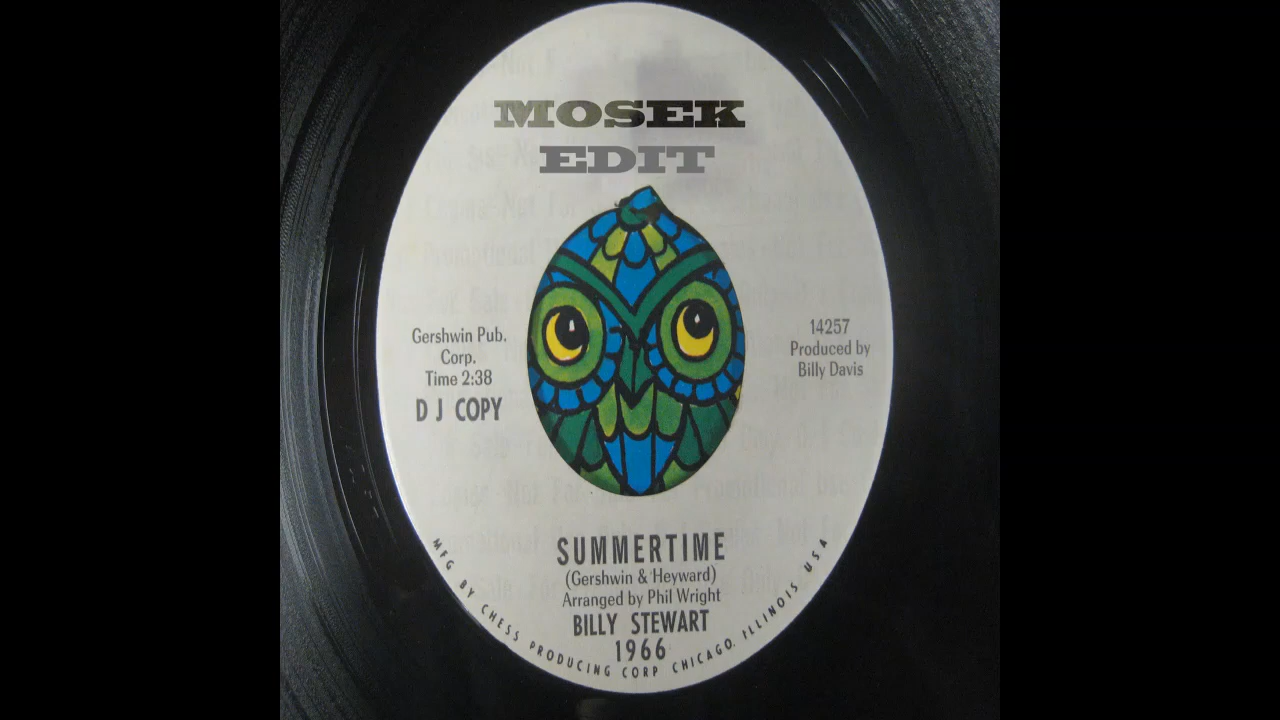 MOSEK
EDIT
Gershwin Pub.
Corp.
Time 2:38
D J COPY
14257
Produced by
Billy Davis
SUMMERTIME
(Gershwin & Heyward)
Arranged by Phil Wright
BILLY STEWART
1966
MFG BY CHESS PRODUCING CORP CHICAGO, ILLINOIS USA